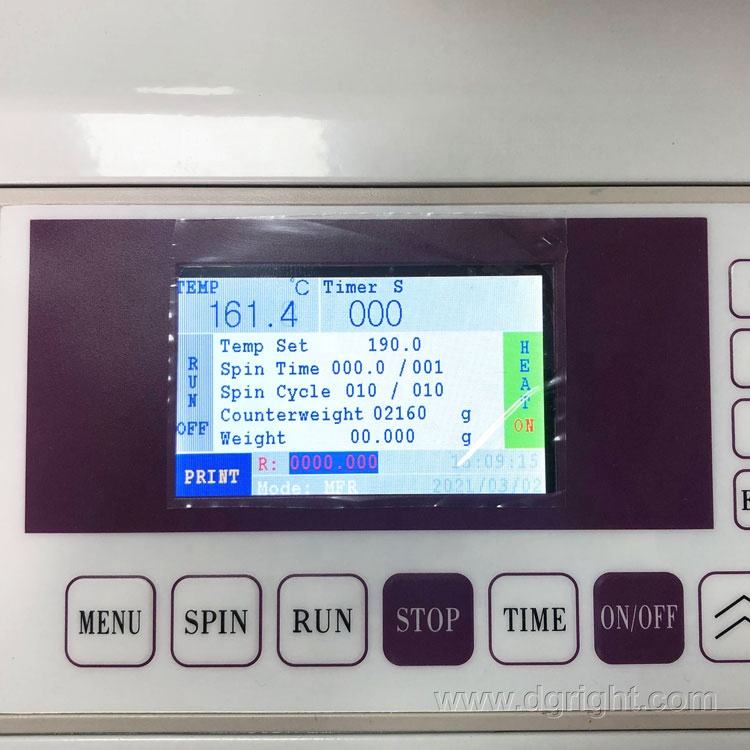 TEMP °C Timer S
161.4 000
Temp Set 190.0
Spin Time 000.0 /001
Spin Cycle 010 / 010
Counterweight 02160 g
Weight 00.000 g
RUN
OFF
HEAT
ON
PRINT
R: 0000.000
Mode: MFR
:09:15
2021/03/02
MENU SPIN RUN STOP TIME ON/OFF
E
www.dgright.com